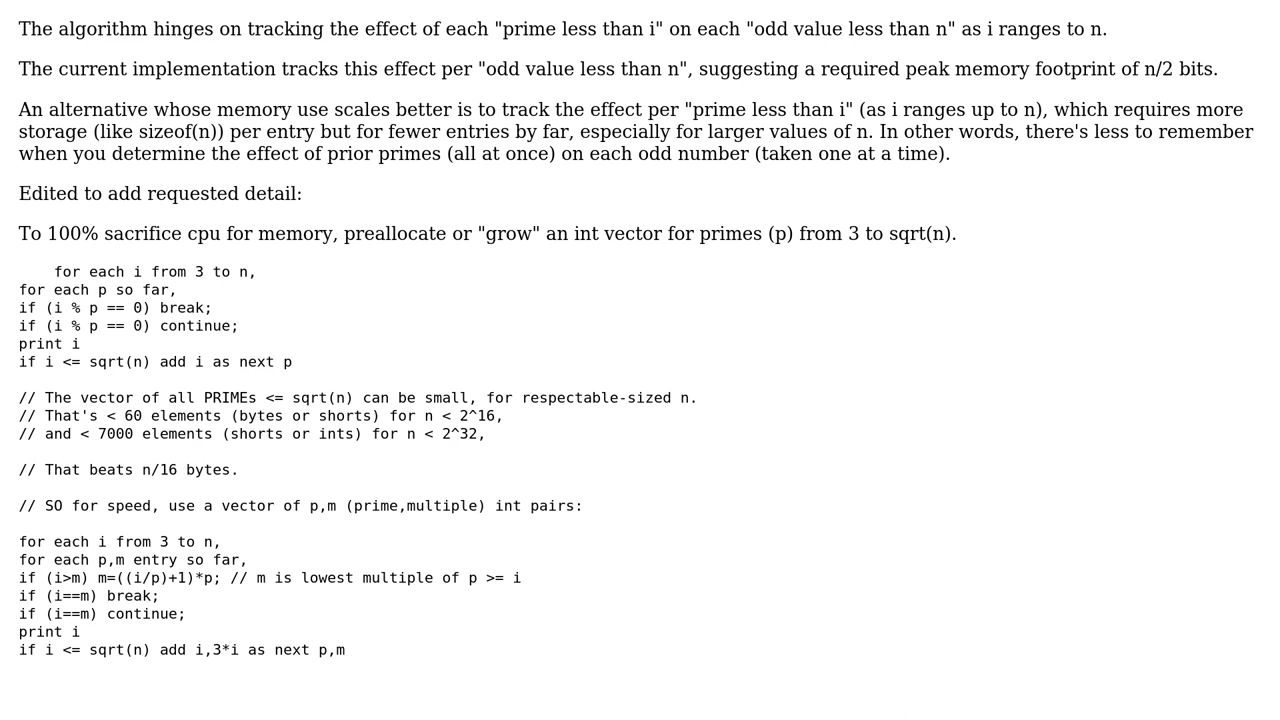 The algorithm hinges on tracking the effect of each "prime less than i" on each "odd value less than n" as i ranges to n.
The current implementation tracks this effect per "odd value less than n", suggesting a required peak memory footprint of n/2 bits.
An alternative whose memory use scales better is to track the effect per "prime less than i" (as i ranges up to n), which requires more
storage (like sizeof(n)) per entry but for fewer entries by far, especially for larger values of n. In other words, there's less to remember
when you determine the effect of prior primes (all at once) on each odd number (taken one at a time).
Edited to add requested detail:
To 100% sacrifice cpu for memory, preallocate or "grow" an int vector for primes (p) from 3 to sqrt(n).
    for each i from 3 to n,
for each p so far,
if (i % p == 0) break;
if (i % p == 0) continue;
print i
if i <= sqrt(n) add i as next p
// The vector of all PRIMEs <= sqrt(n) can be small, for respectable-sized n.
// That's < 60 elements (bytes or shorts) for n < 2^16,
// and < 7000 elements (shorts or ints) for n < 2^32,
// That beats n/16 bytes.
// SO for speed, use a vector of p,m (prime,multiple) int pairs:
for each i from 3 to n,
for each p,m entry so far,
if (i>m) m=((i/p)+1)*p; // m is lowest multiple of p >= i
if (i==m) break;
if (i==m) continue;
print i
if i <= sqrt(n) add i,3*i as next p,m